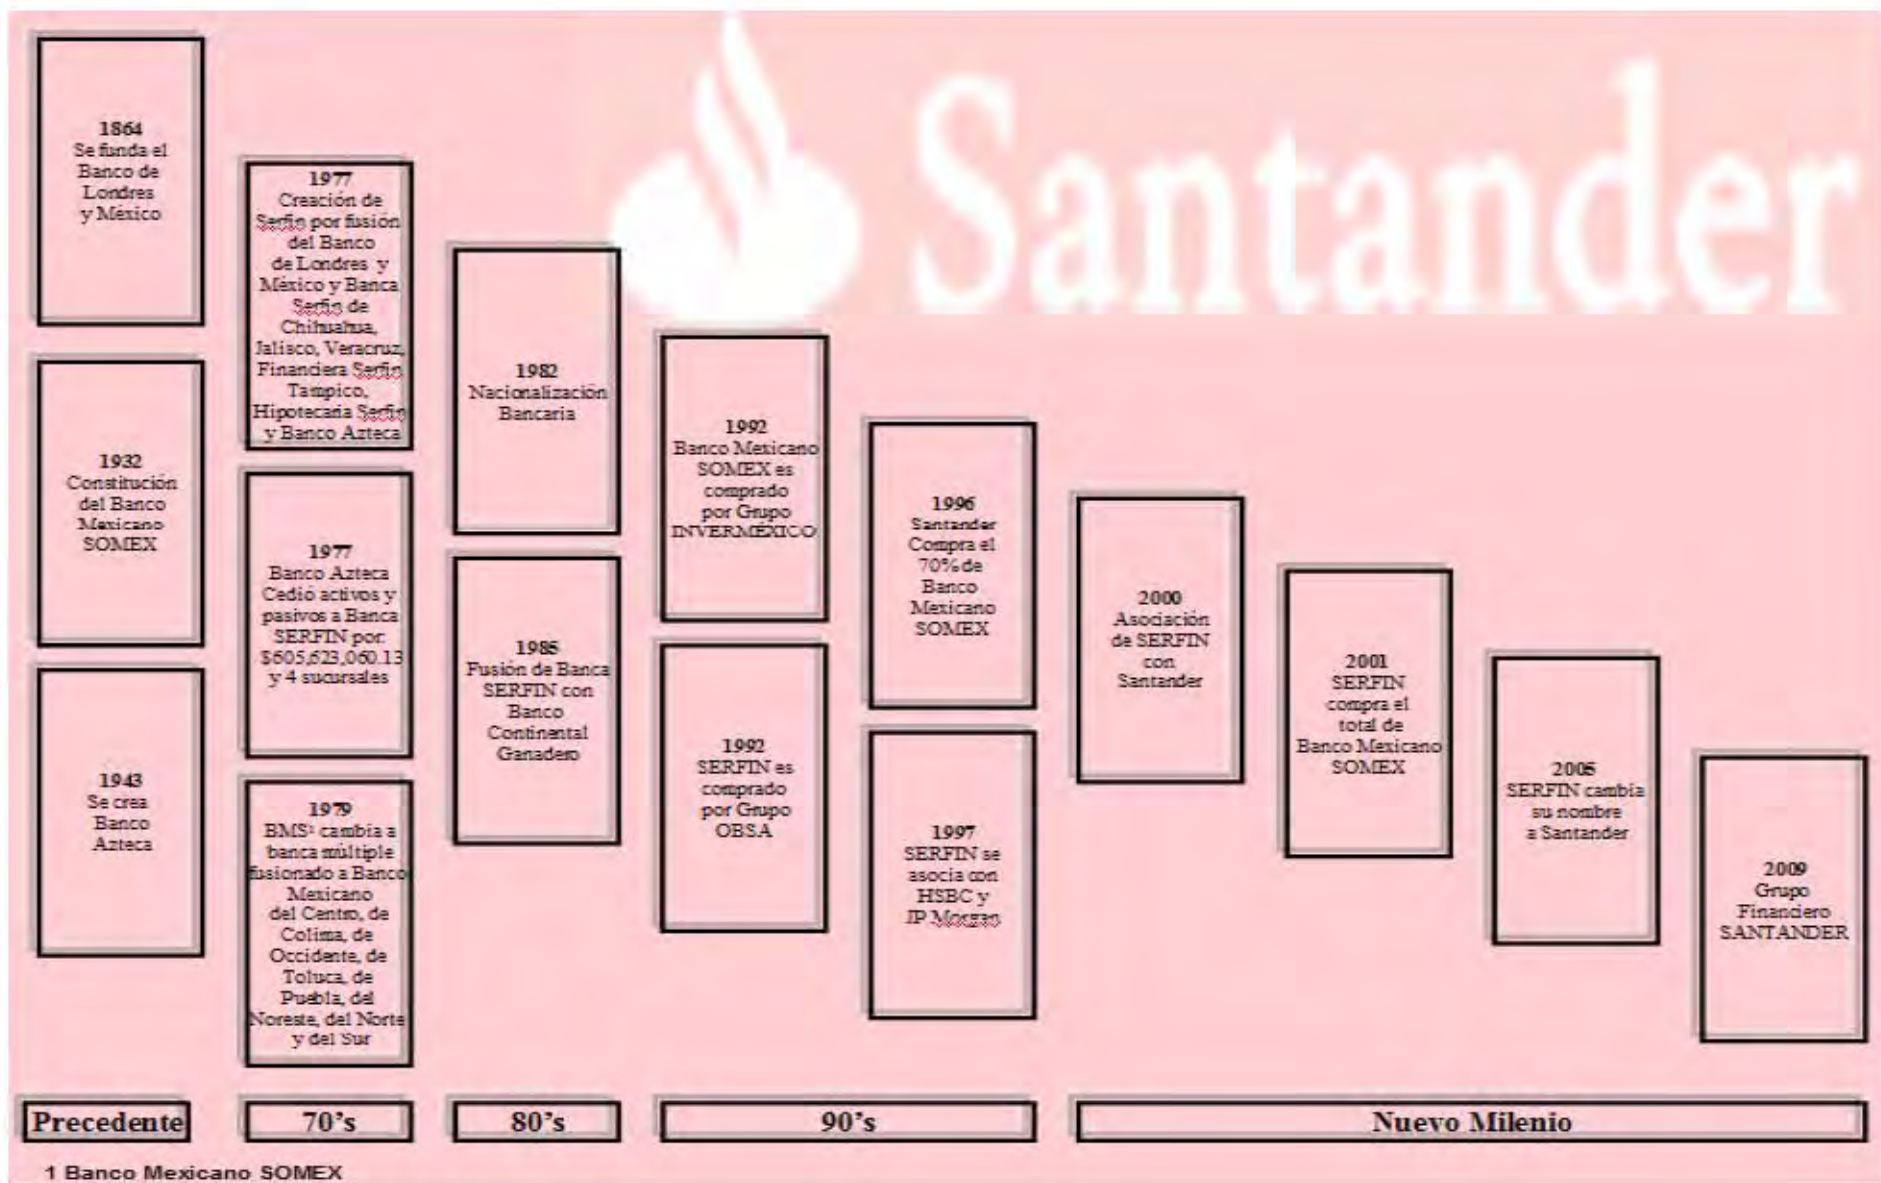 Santander
1864
Se funda el
Banco de
Londres
y México
1932
Constitución
del Banco
Mexicano
SOMEX
1943
Se crea
Banco
Azteca
1977
Creación de
Serfin por fusión
del Banco
de Londres y
México y Banca
Serfin de
Chihuahua,
Jalisco, Veracruz,
Financiera Serfin
Tampico,
Hipotecaria Serfin
y Banco Azteca
1977
Banco Azteca
Cedió activos y
pasivos a Banca
SERFIN por:
$605,623,060.13
y 4 sucursales
1979
BMS¹ cambia a
banca múltiple
fusionado a Banco
Mexicano
del Centro, de
Colima, de
Occidente, de
Toluca, de
Puebla, del
Noreste, del Norte
y del Sur
1982
Nacionalización
Bancaria
1985
Fusión de Banca
SERFIN con
Banco
Continental
Ganadero
1992
Banco Mexicano
SOMEX es
comprado
por Grupo
INVERMÉXICO
1992
SERFIN es
comprado
por Grupo
OBSA
1996
Santander
Compra el
70% de
Banco
Mexicano
SOMEX
1997
SERFIN se
asocia con
HSBC y
JP Morgan
2000
Asociación
de SERFIN
con
Santander
2001
SERFIN
compra el
total de
Banco Mexicano
SOMEX
2005
SERFIN cambia
su nombre
a Santander
2009
Grupo
Financiero
SANTANDER
Precedente
70's
80's
90's
Nuevo Milenio
1 Banco Mexicano SOMEX